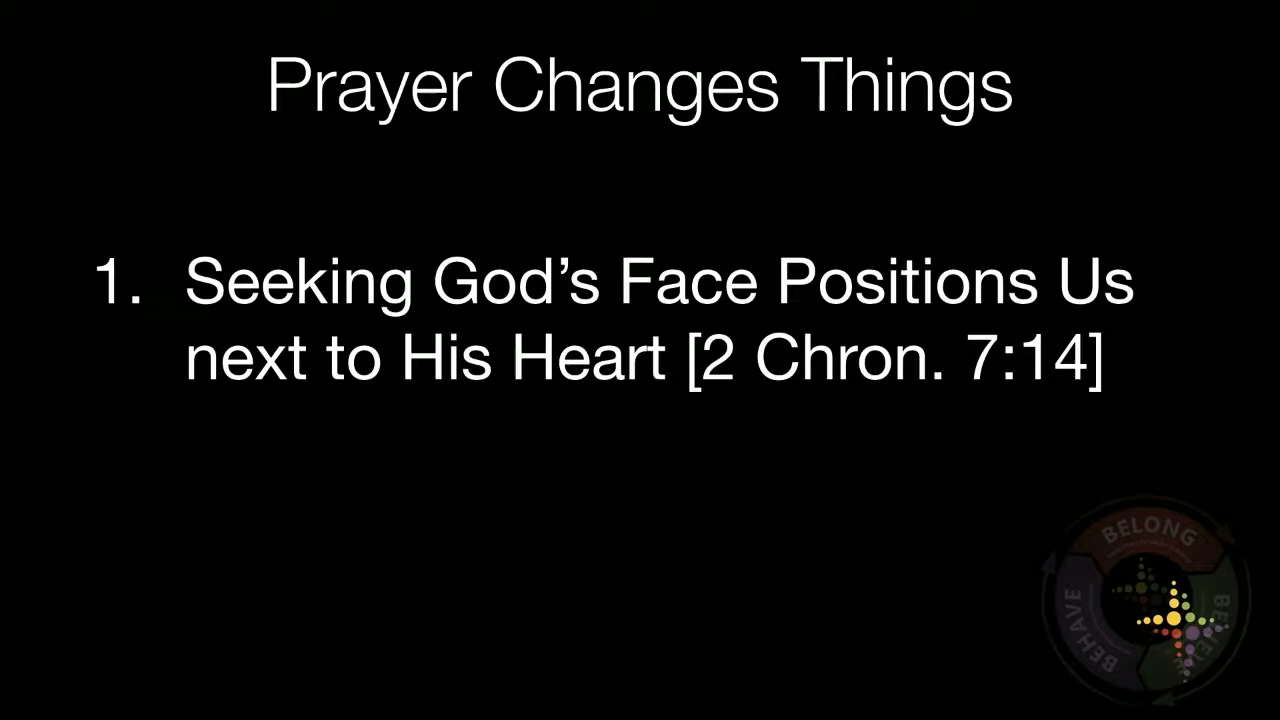 Prayer Changes Things
1. Seeking God’s Face Positions Us
next to His Heart [2 Chron. 7:14]
BELONG
BEHAVE